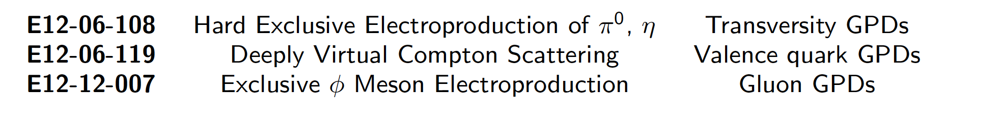 E12-06-108 Hard Exclusive Electroproduction of π⁰, η Transversity GPDs
E12-06-119 Deeply Virtual Compton Scattering Valence quark GPDs
E12-12-007 Exclusive ϕ Meson Electroproduction Gluon GPDs